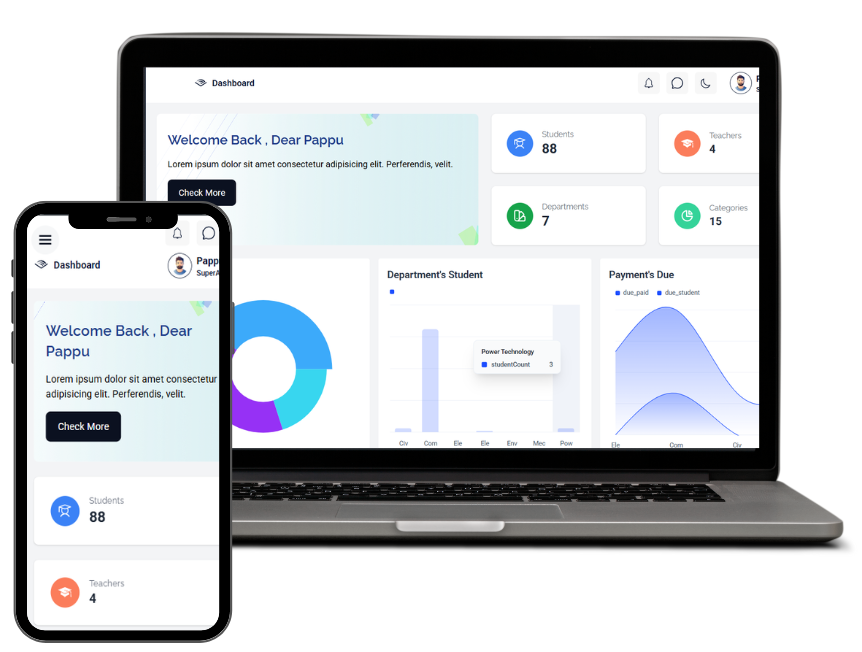 Dashboard
P
s
Welcome Back , Dear Pappu
Lorem ipsum dolor sit amet consectetur adipisicing elit. Perferendis, velit.
Check More
Students
88
Teachers
4
Departments
7
Categories
15
Department's Student
Power Technology
studentCount 3
Civ Com Ele Ele Env Mec Pow
Payment's Due
due_paid due_student
Ele Com Civ
Dashboard
Papp
SuperA
Welcome Back , Dear
Pappu
Lorem ipsum dolor sit amet consectetur
adipisicing elit. Perferendis, velit.
Check More
Students
88
Teachers
4